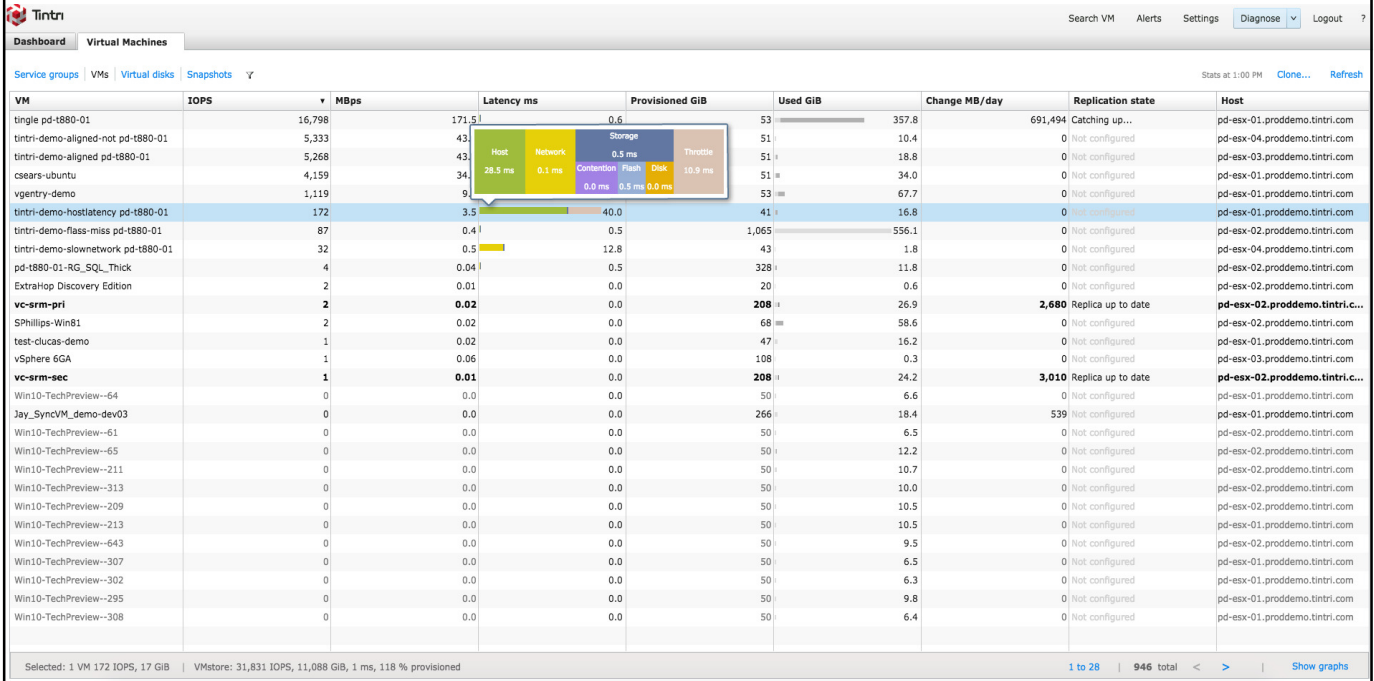 Tintri
Search VM Alerts Settings Diagnose Logout ?
Dashboard Virtual Machines
Service groups VMs Virtual disks Snapshots Stats at 1:00 PM Clone... Refresh
VM IOPS MBps Latency ms Provisioned GiB Used GiB Change MB/day Replication state Host
tingle pd-t880-01 16,798 171.5 0.6 53 357.8 691,494 Catching up... pd-esx-01.proddemo.tintri.com
tintri-demo-aligned-not pd-t880-01 5,333 43. 51 10.4 0 Not configured pd-esx-04.proddemo.tintri.com
tintri-demo-aligned pd-t880-01 5,268 43. 51 18.8 0 Not configured pd-esx-03.proddemo.tintri.com
csears-ubuntu 4,159 34. 51 34.0 0 Not configured pd-esx-02.proddemo.tintri.com
vgentry-demo 1,119 9. 53 67.7 0 Not configured pd-esx-02.proddemo.tintri.com
Storage
Host Network 0.5 ms Throttle
28.5 ms 0.1 ms Contention Flash Disk 10.9 ms
0.0 ms 0.5 ms 0.0 ms
tintri-demo-hostlatency pd-t880-01 172 3.5 40.0 41 16.8 0 Not configured pd-esx-01.proddemo.tintri.com
tintri-demo-flass-miss pd-t880-01 87 0.4 0.5 1,065 556.1 0 Not configured pd-esx-02.proddemo.tintri.com
tintri-demo-slownetwork pd-t880-01 32 0.5 12.8 43 1.8 0 Not configured pd-esx-04.proddemo.tintri.com
pd-t880-01-RG_SQL_Thick 4 0.04 0.5 328 11.8 0 Not configured pd-esx-02.proddemo.tintri.com
ExtraHop Discovery Edition 2 0.01 0.0 20 0.6 0 Not configured pd-esx-02.proddemo.tintri.com
vc-srm-pri 2 0.02 0.0 208 26.9 2,680 Replica up to date pd-esx-02.proddemo.tintri.c...
SPhillips-Win81 2 0.02 0.0 68 58.6 0 Not configured pd-esx-02.proddemo.tintri.com
test-clucas-demo 1 0.02 0.0 47 16.2 0 Not configured pd-esx-01.proddemo.tintri.com
vSphere 6GA 1 0.06 0.0 108 0.3 0 Not configured pd-esx-03.proddemo.tintri.com
vc-srm-sec 1 0.01 0.0 208 24.2 3,010 Replica up to date pd-esx-02.proddemo.tintri.c...
Win10-TechPreview--64 0 0.0 0.0 50 6.6 0 Not configured pd-esx-01.proddemo.tintri.com
Jay_SyncVM_demo-dev03 0 0.0 0.0 266 18.4 539 Not configured pd-esx-01.proddemo.tintri.com
Win10-TechPreview--61 0 0.0 0.0 50 6.5 0 Not configured pd-esx-02.proddemo.tintri.com
Win10-TechPreview--65 0 0.0 0.0 50 12.2 0 Not configured pd-esx-02.proddemo.tintri.com
Win10-TechPreview--211 0 0.0 0.0 50 10.7 0 Not configured pd-esx-01.proddemo.tintri.com
Win10-TechPreview--313 0 0.0 0.0 50 10.0 0 Not configured pd-esx-02.proddemo.tintri.com
Win10-TechPreview--209 0 0.0 0.0 50 10.5 0 Not configured pd-esx-02.proddemo.tintri.com
Win10-TechPreview--213 0 0.0 0.0 50 10.5 0 Not configured pd-esx-01.proddemo.tintri.com
Win10-TechPreview--643 0 0.0 0.0 50 9.5 0 Not configured pd-esx-02.proddemo.tintri.com
Win10-TechPreview--307 0 0.0 0.0 50 6.5 0 Not configured pd-esx-01.proddemo.tintri.com
Win10-TechPreview--302 0 0.0 0.0 50 6.3 0 Not configured pd-esx-01.proddemo.tintri.com
Win10-TechPreview--295 0 0.0 0.0 50 9.8 0 Not configured pd-esx-01.proddemo.tintri.com
Win10-TechPreview--308 0 0.0 0.0 50 6.4 0 Not configured pd-esx-01.proddemo.tintri.com
Selected: 1 VM 172 IOPS, 17 GiB | VMstore: 31,831 IOPS, 11,088 GiB, 1 ms, 118 % provisioned 1 to 28 | 946 total < > | Show graphs